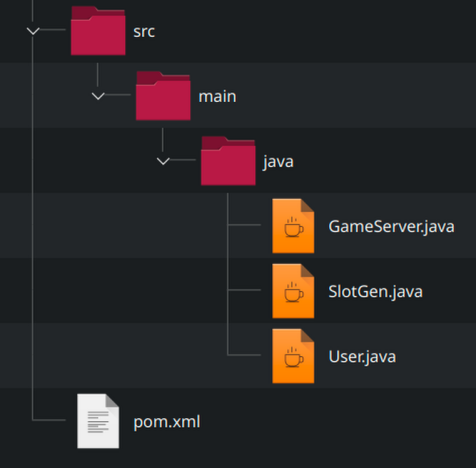 src
main
java
GameServer.java
SlotGen.java
User.java
pom.xml